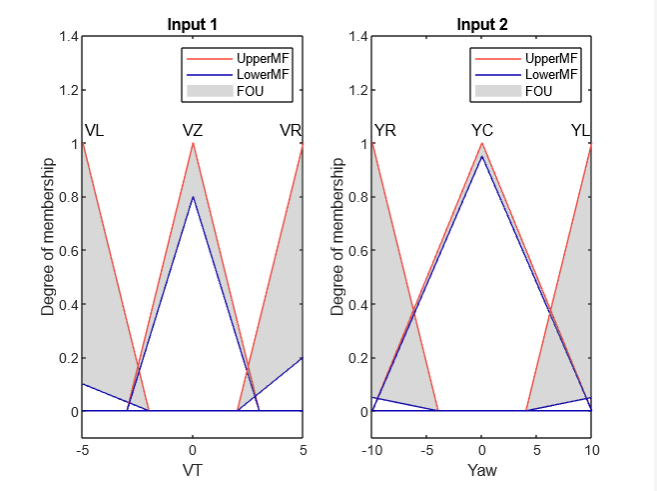 Input 1
1.4
1.2
1
0.8
0.6
0.4
0.2
0
Degree of membership
UpperMF
LowerMF
FOU
VL
VZ
VR
-5
0
5
VT
Input 2
1.4
1.2
1
0.8
0.6
0.4
0.2
0
Degree of membership
UpperMF
LowerMF
FOU
YR
YC
YL
-10
-5
0
5
10
Yaw